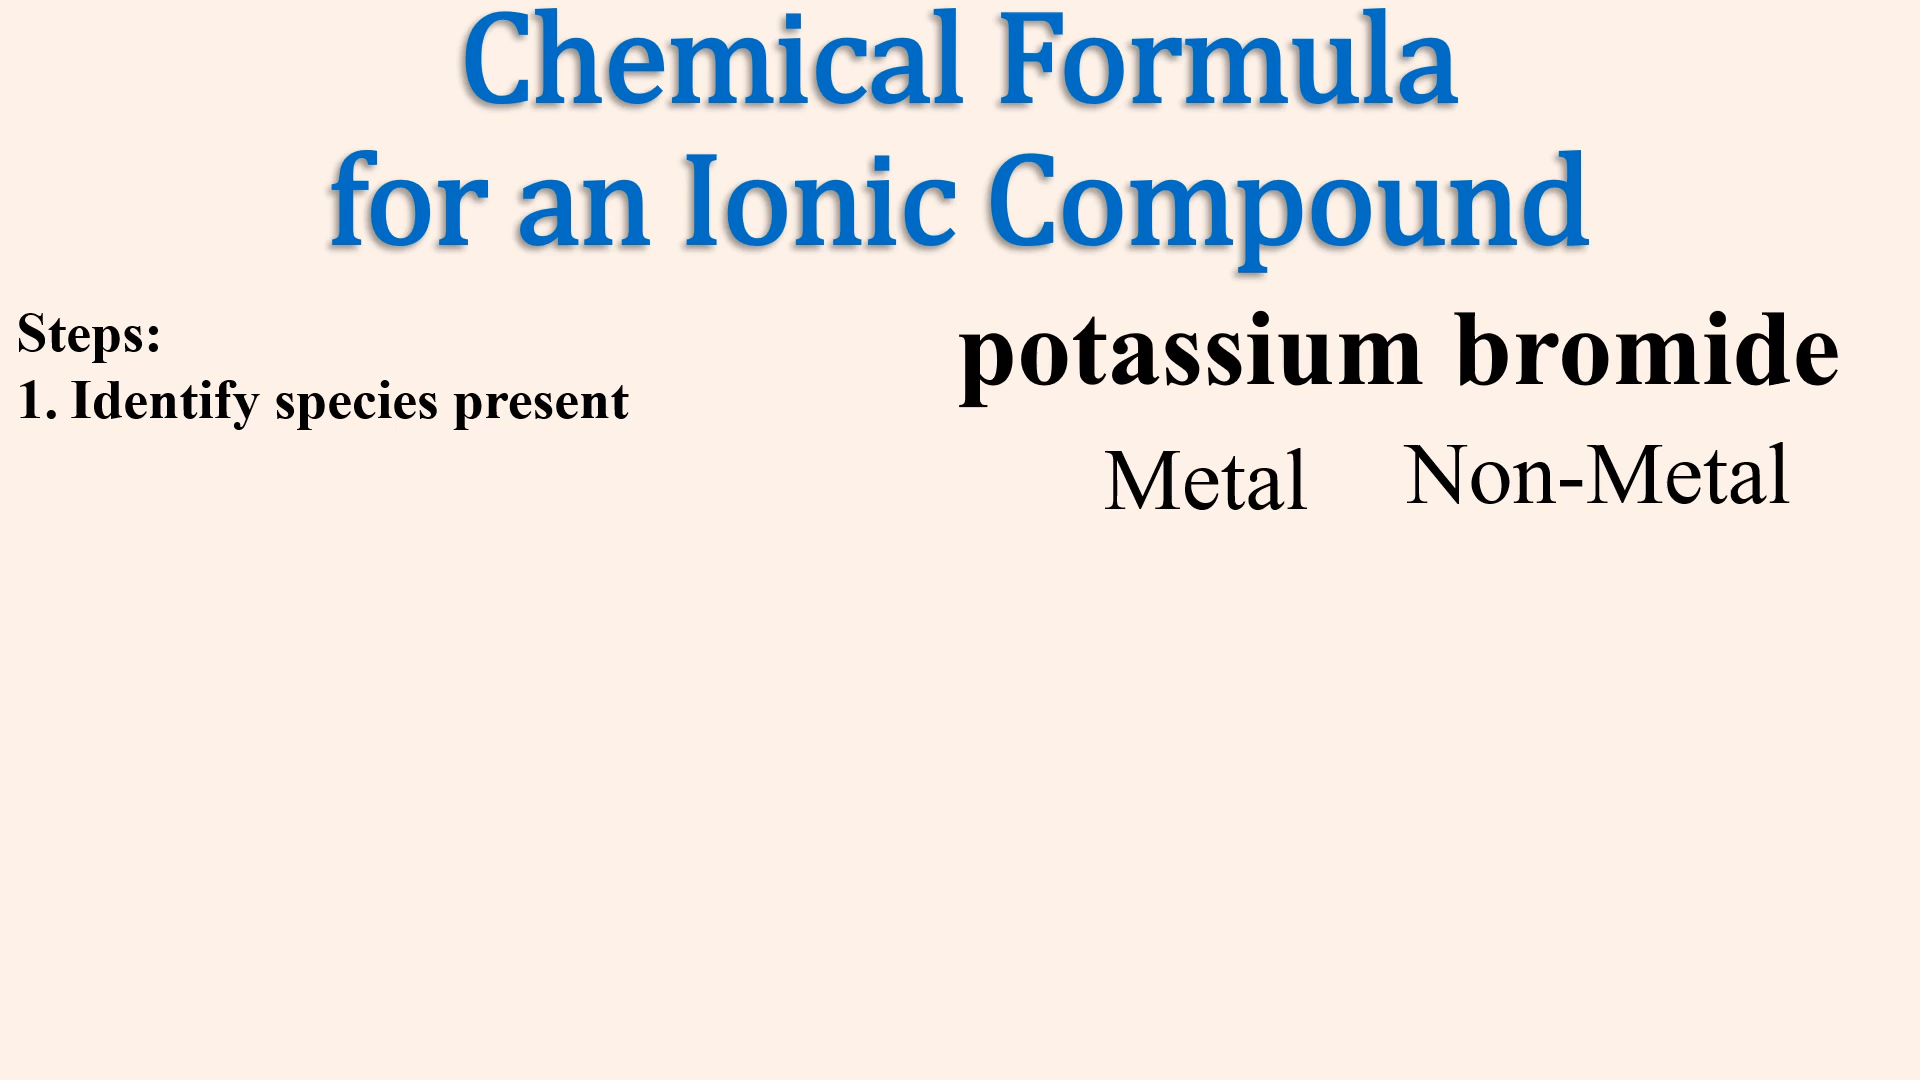 Chemical Formula
for an Ionic Compound
Steps:
1. Identify species present
potassium bromide
Metal
Non-Metal